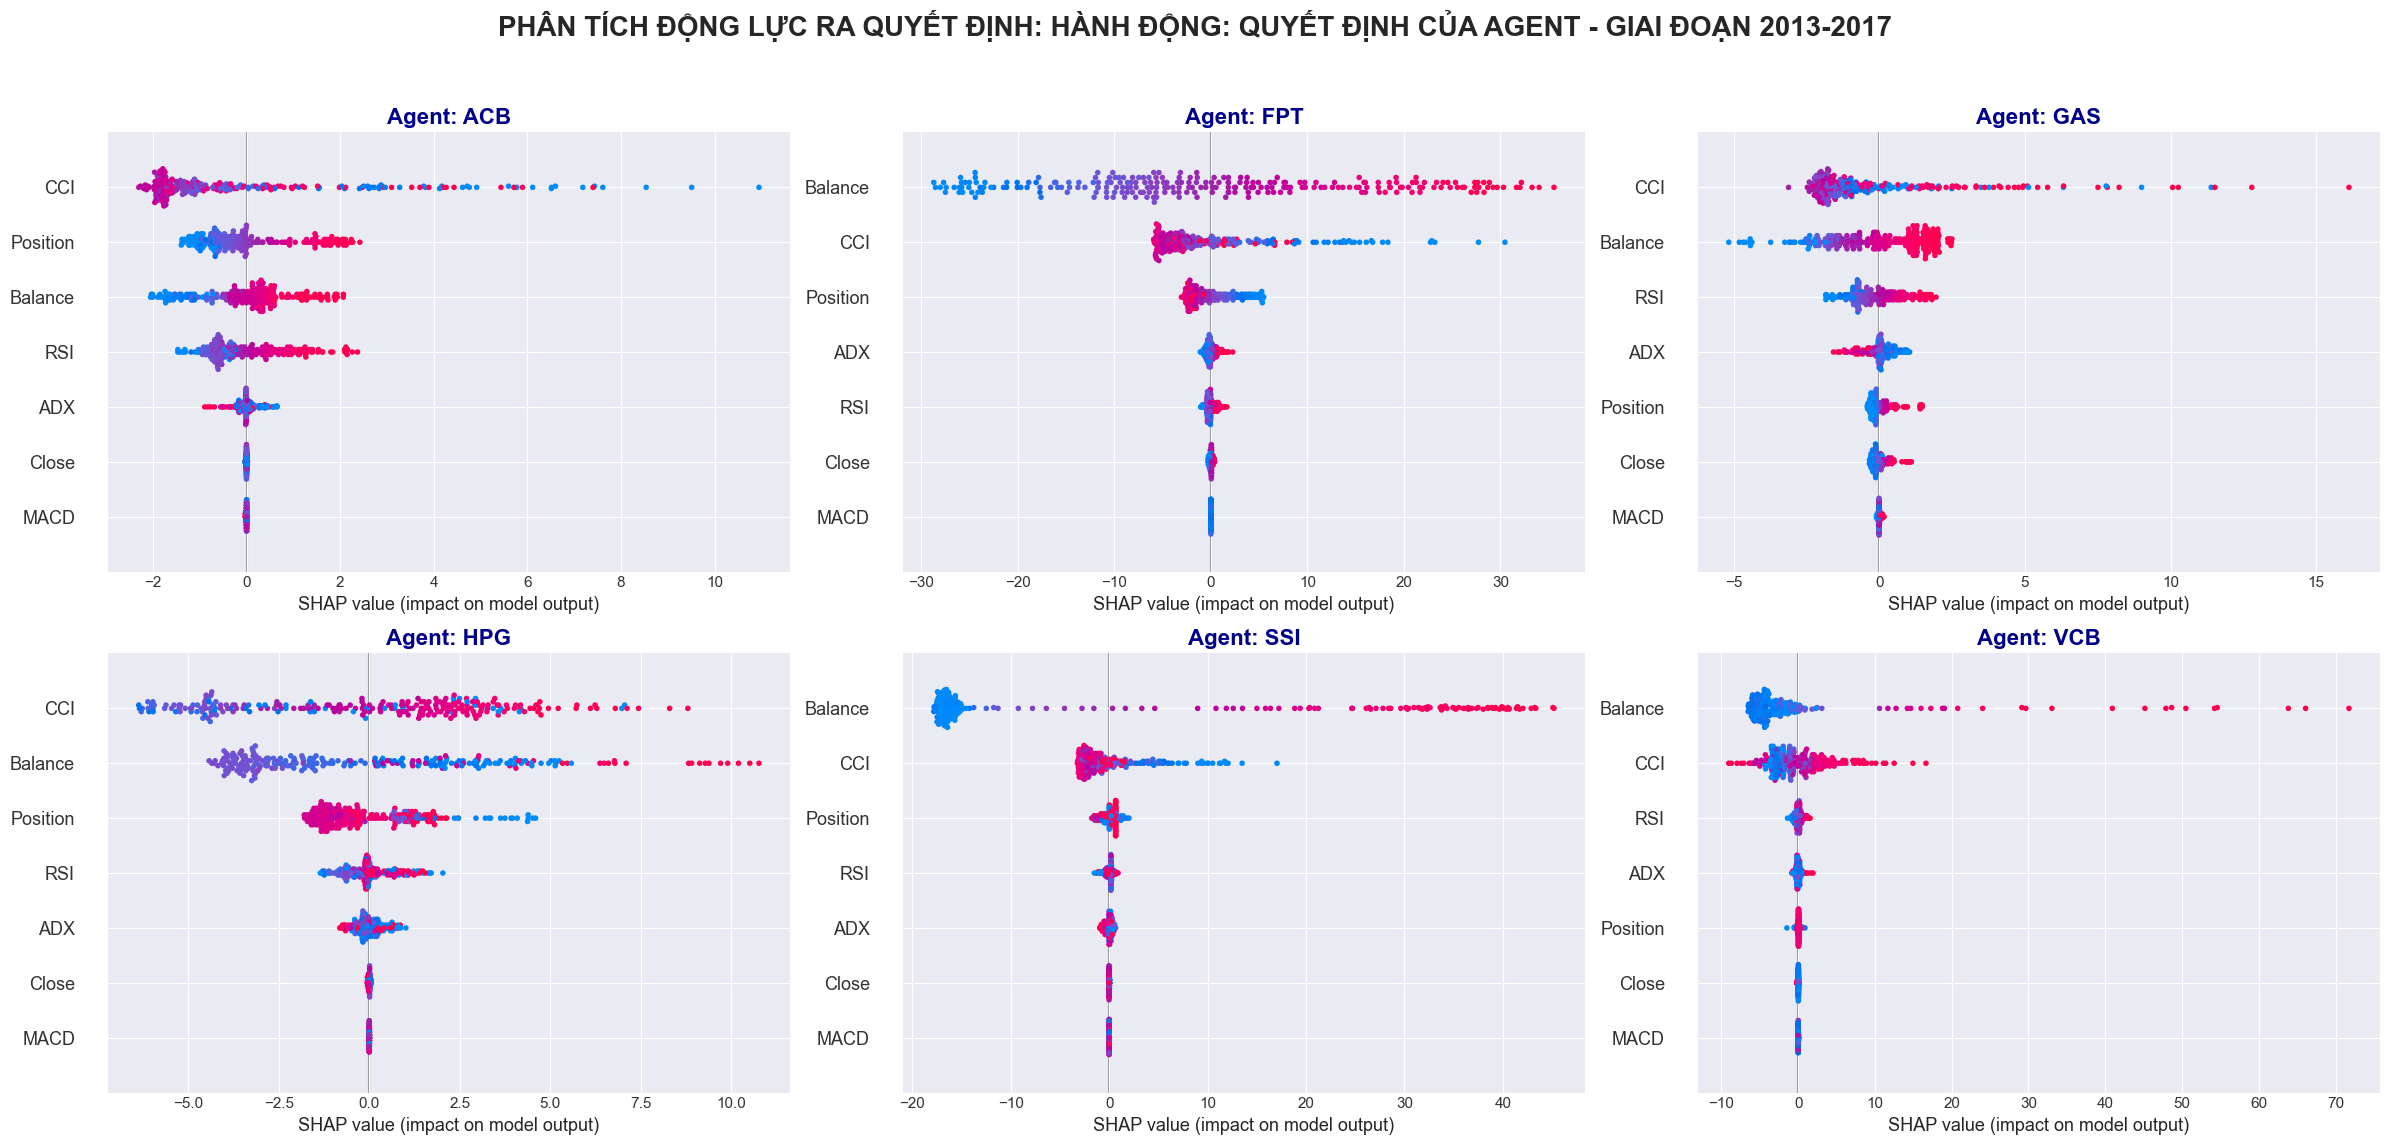 PHÂN TÍCH ĐỘNG LỰC RA QUYẾT ĐỊNH: HÀNH ĐỘNG: QUYẾT ĐỊNH CỦA AGENT - GIAI ĐOẠN 2013-2017
Agent: ACB
CCI
Position
Balance
RSI
ADX
Close
MACD
−2 0 2 4 6 8 10
SHAP value (impact on model output)
Agent: FPT
Balance
CCI
Position
ADX
RSI
Close
MACD
−30 −20 −10 0 10 20 30
SHAP value (impact on model output)
Agent: GAS
CCI
Balance
RSI
ADX
Position
Close
MACD
−5 0 5 10 15
SHAP value (impact on model output)
Agent: HPG
CCI
Balance
Position
RSI
ADX
Close
MACD
−5.0 −2.5 0.0 2.5 5.0 7.5 10.0
SHAP value (impact on model output)
Agent: SSI
Balance
CCI
Position
RSI
ADX
Close
MACD
−20 −10 0 10 20 30 40
SHAP value (impact on model output)
Agent: VCB
Balance
CCI
RSI
ADX
Position
Close
MACD
−10 0 10 20 30 40 50 60 70
SHAP value (impact on model output)